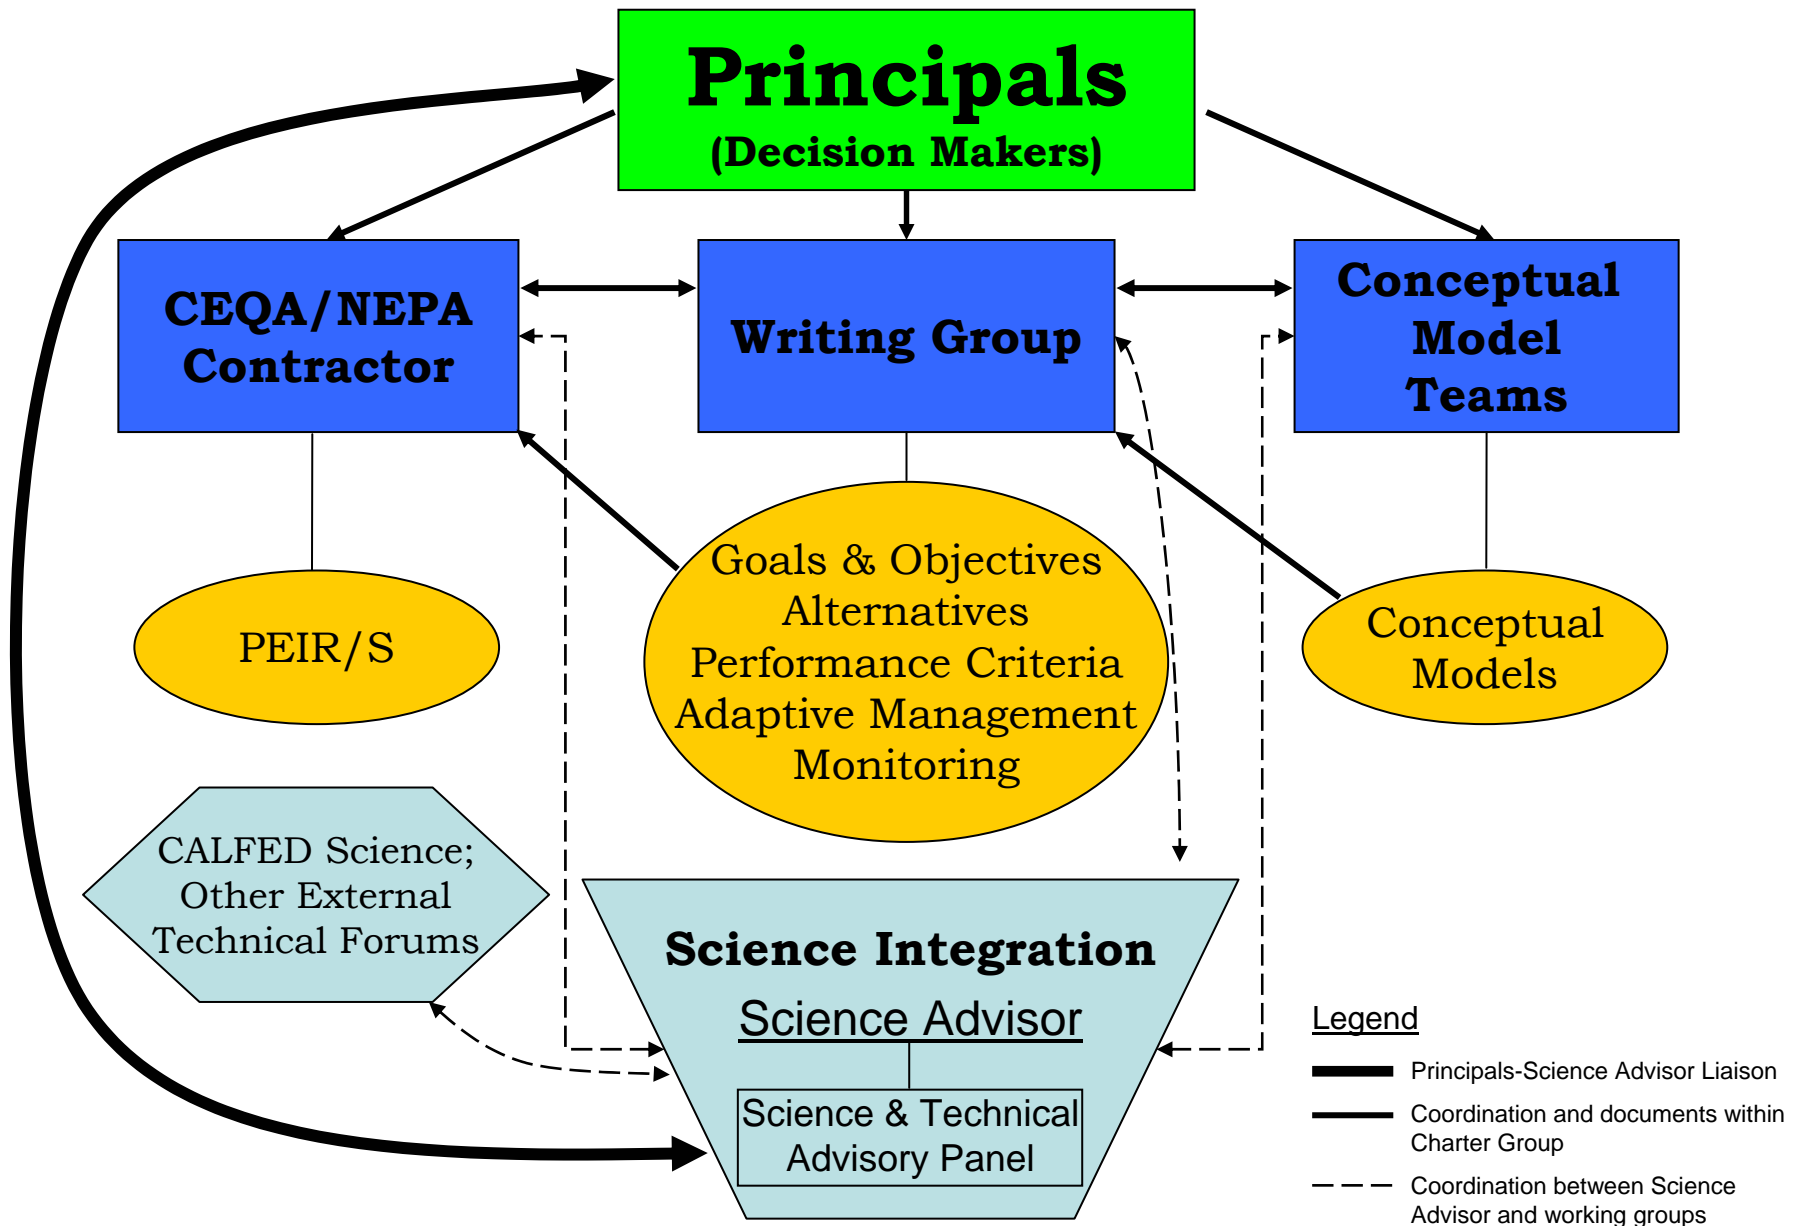 Principals
(Decision Makers)
CEQA/NEPA
Contractor
Writing Group
Conceptual
Model
Teams
PEIR/S
Goals & Objectives
Alternatives
Performance Criteria
Adaptive Management
Monitoring
Conceptual
Models
CALFED Science;
Other External
Technical Forums
Science Integration
Science Advisor
Science & Technical
Advisory Panel
Legend
Principals-Science Advisor Liaison
Coordination and documents within
Charter Group
Coordination between Science
Advisor and working groups